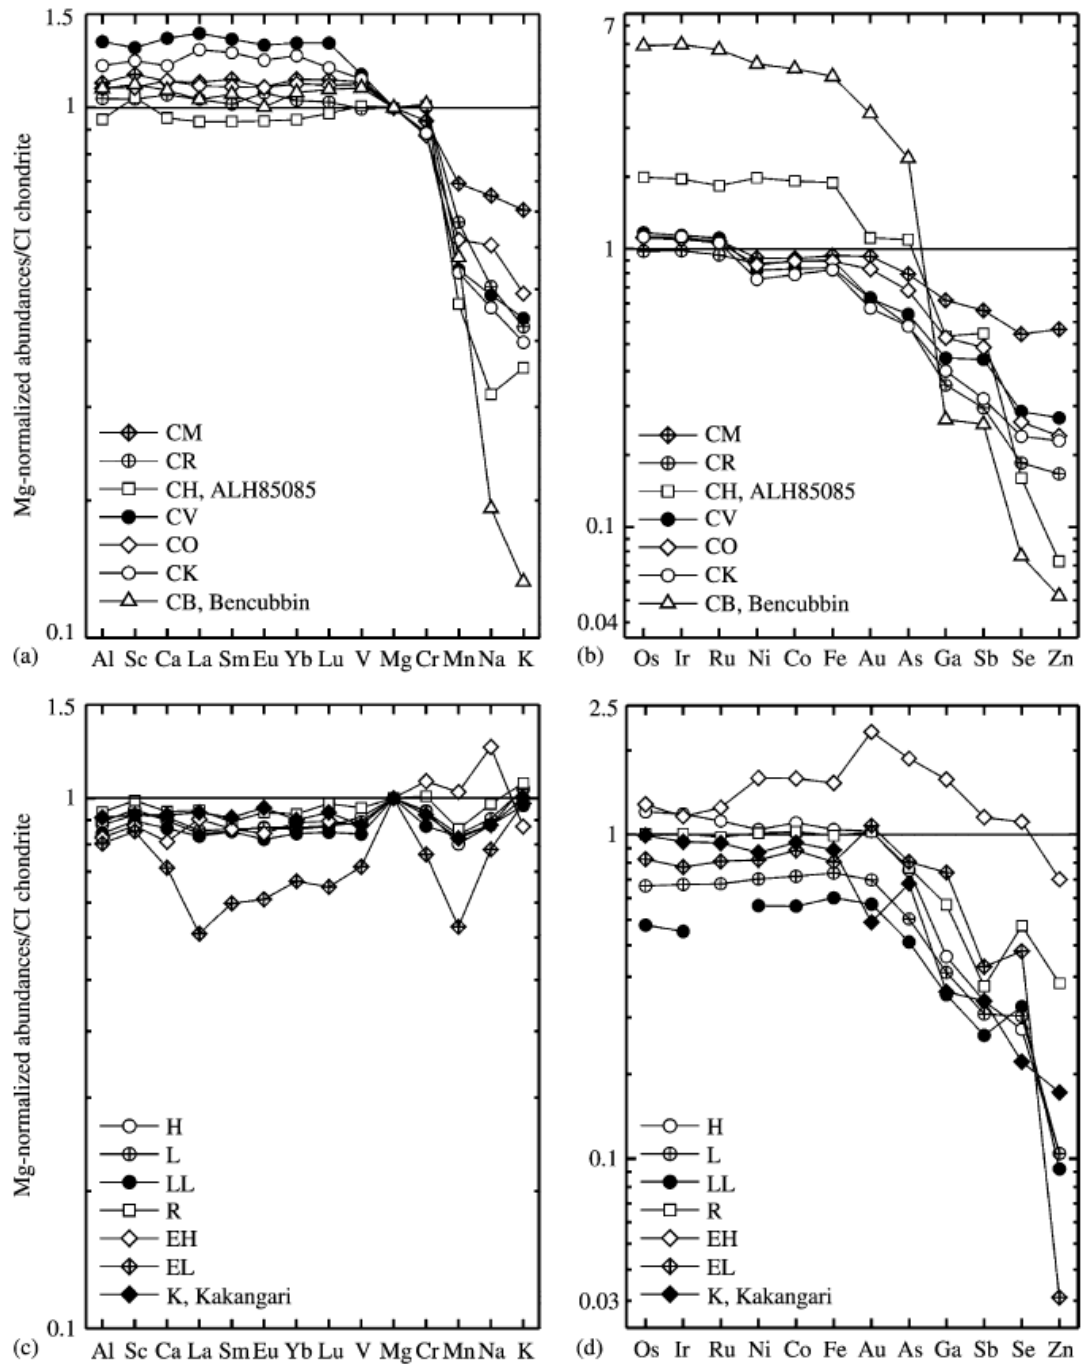 Mg-normalized abundances/CI chondrite
1.5
1
0.1
CM
CR
CH, ALH85085
CV
CO
CK
CB, Bencubbin
(a) Al Sc Ca La Sm Eu Yb Lu V Mg Cr Mn Na K
7
1
0.1
0.04
CM
CR
CH, ALH85085
CV
CO
CK
CB, Bencubbin
(b) Os Ir Ru Ni Co Fe Au As Ga Sb Se Zn
Mg-normalized abundances/CI chondrite
1.5
1
0.1
H
L
LL
R
EH
EL
K, Kakangari
(c) Al Sc Ca La Sm Eu Yb Lu V Mg Cr Mn Na K
2.5
1
0.1
0.03
H
L
LL
R
EH
EL
K, Kakangari
(d) Os Ir Ru Ni Co Fe Au As Ga Sb Se Zn